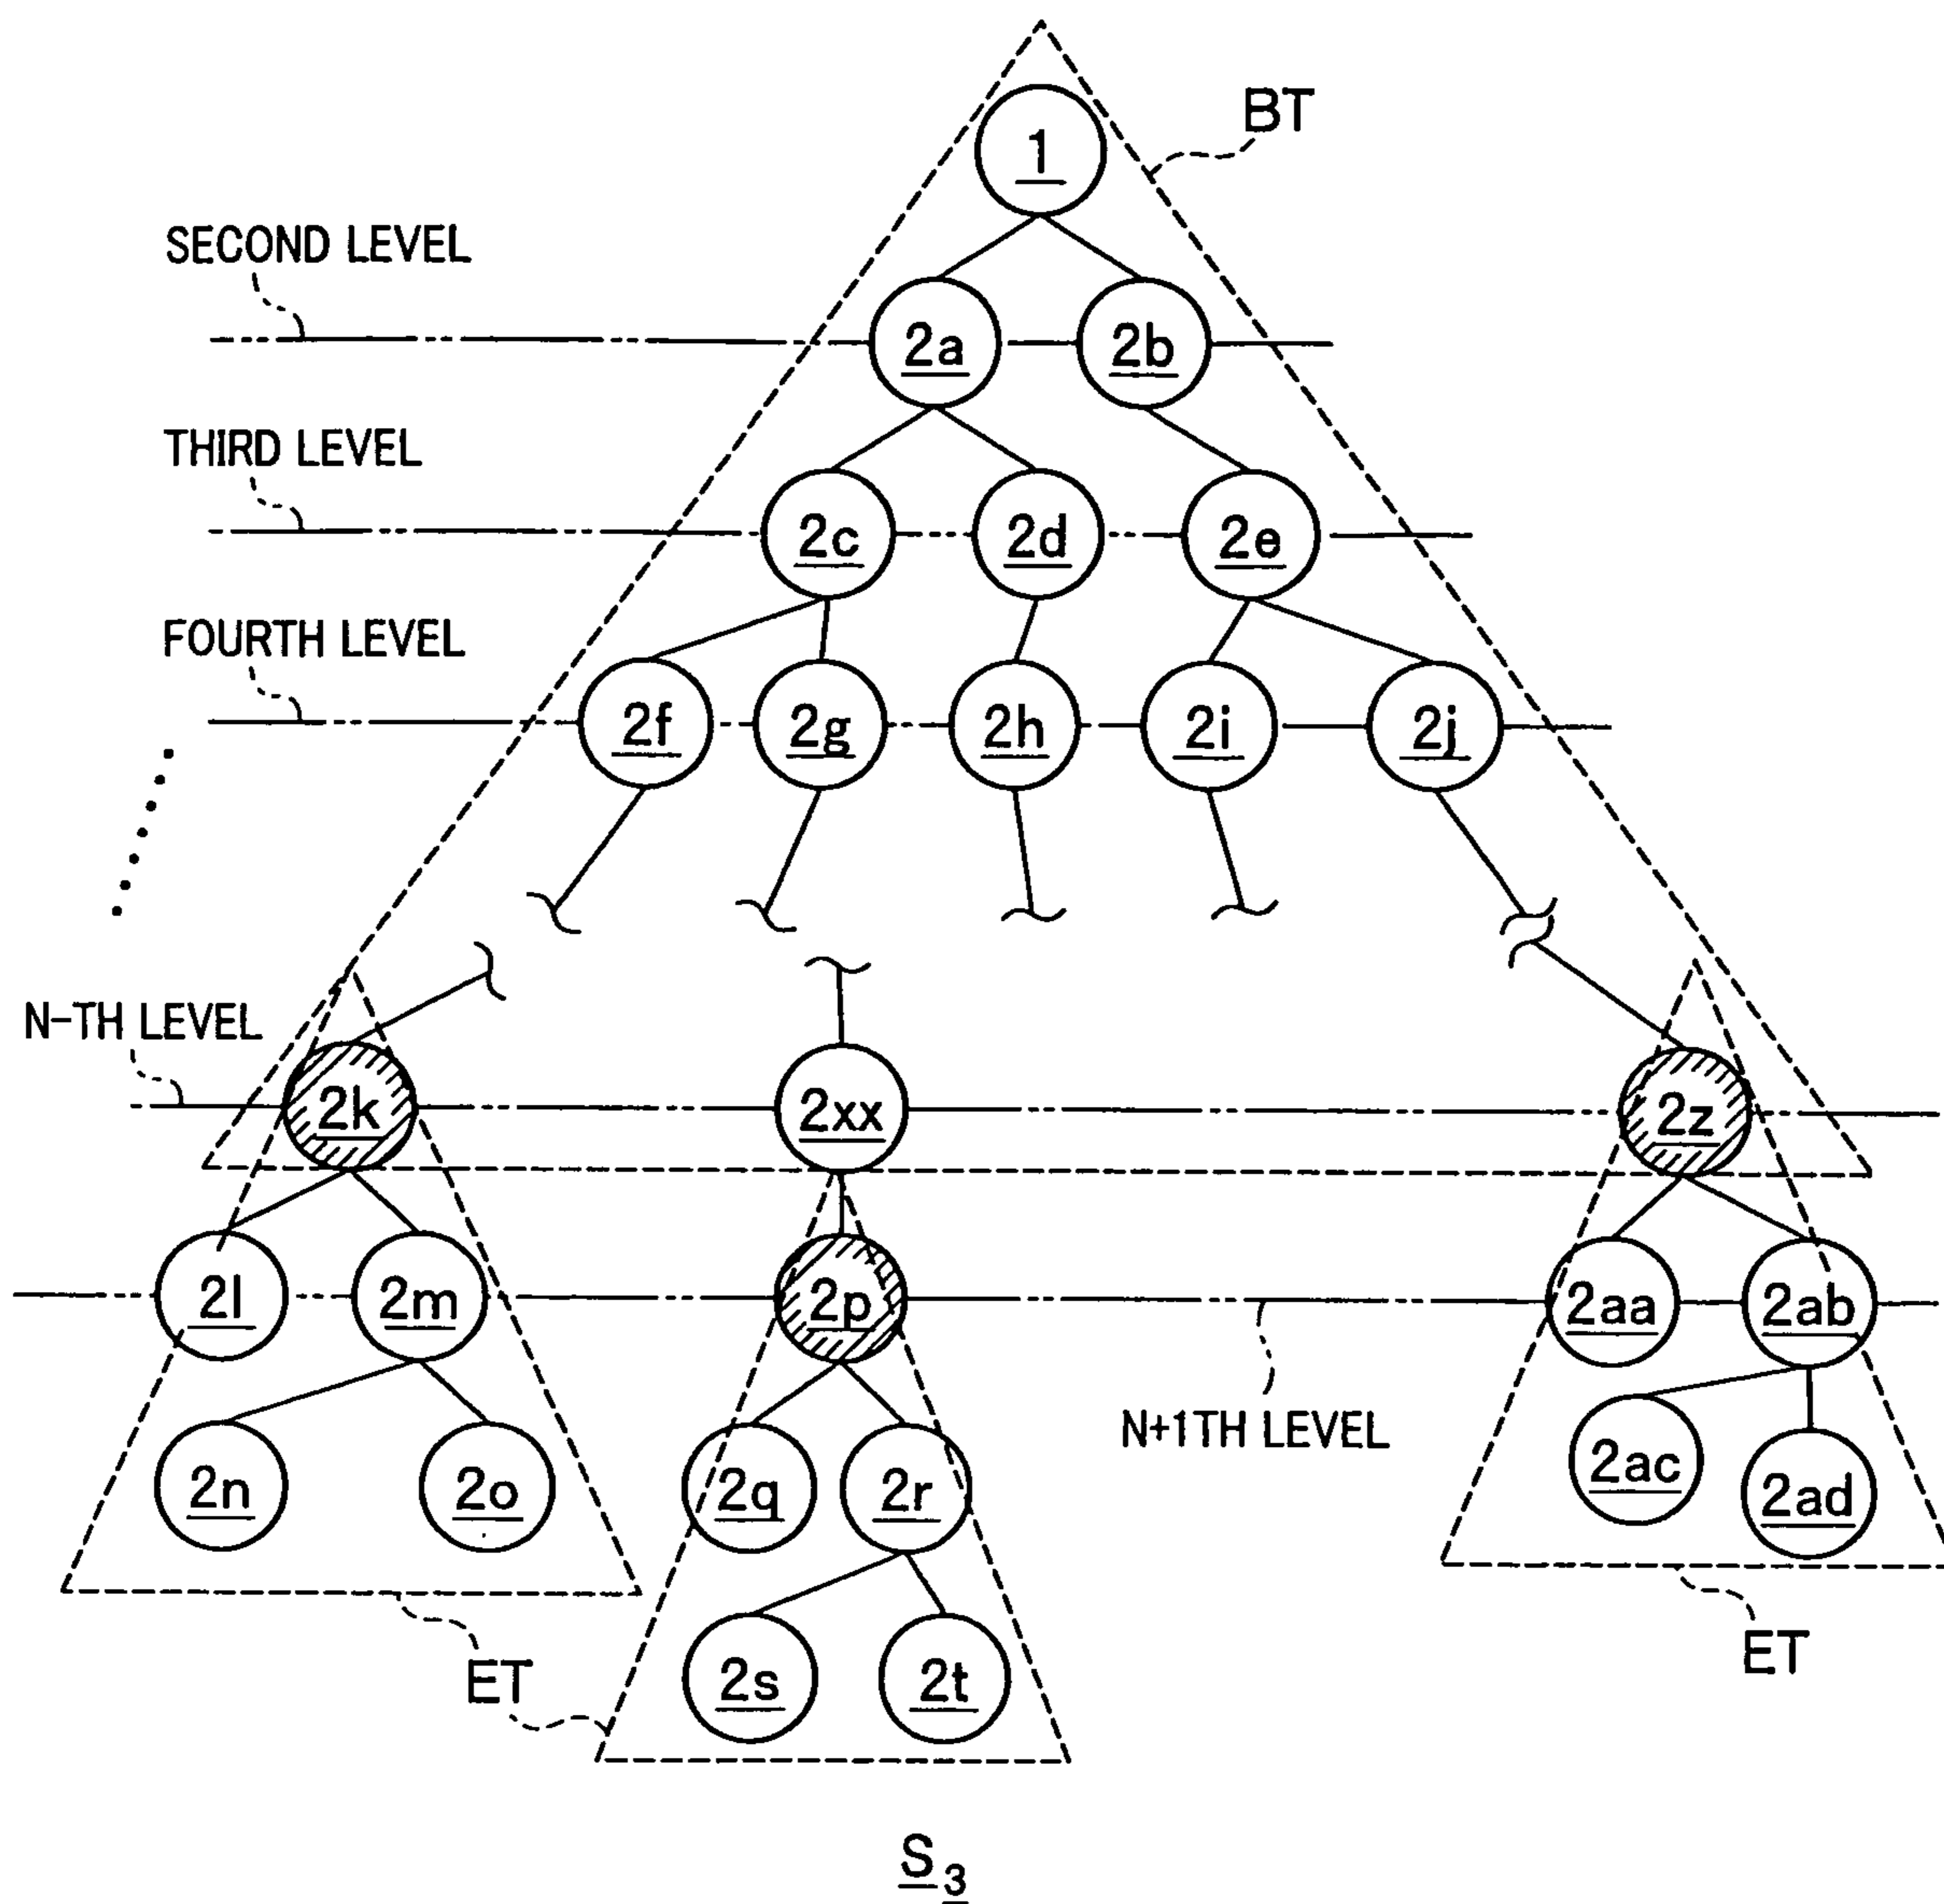 BT
1
SECOND LEVEL
2a 2b
THIRD LEVEL
2c 2d 2e
FOURTH LEVEL
2f 2g 2h 2i 2j
N-TH LEVEL
2k 2xx 2z
2l 2m 2p 2aa 2ab
N+1TH LEVEL
2n 2o 2q 2r 2ac 2ad
ET
ET
2s 2t
S3